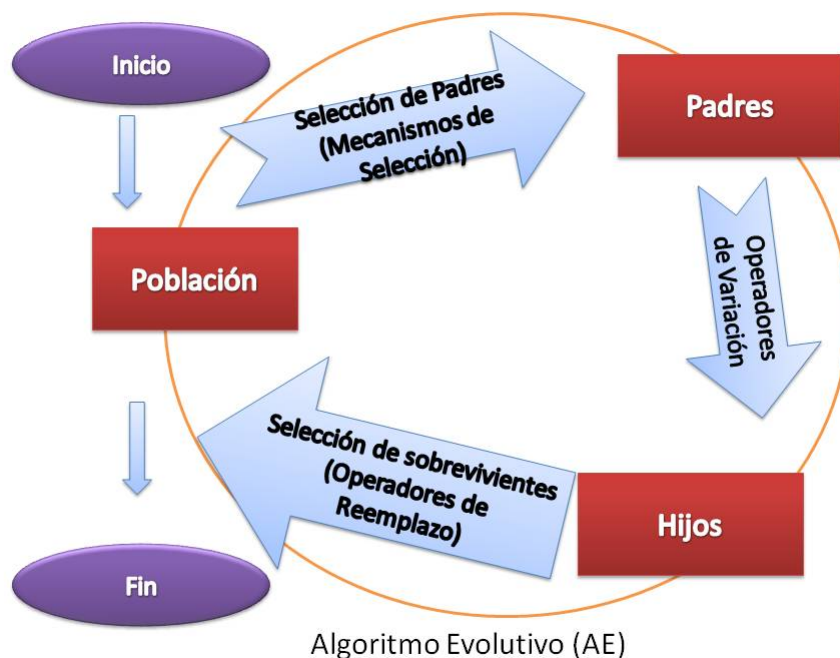 Inicio
Selección de Padres
(Mecanismos de
Selección)
Padres
Operadores
de Variación
Población
Selección de sobrevivientes
(Operadores de
Reemplazo)
Hijos
Fin
Algoritmo Evolutivo (AE)